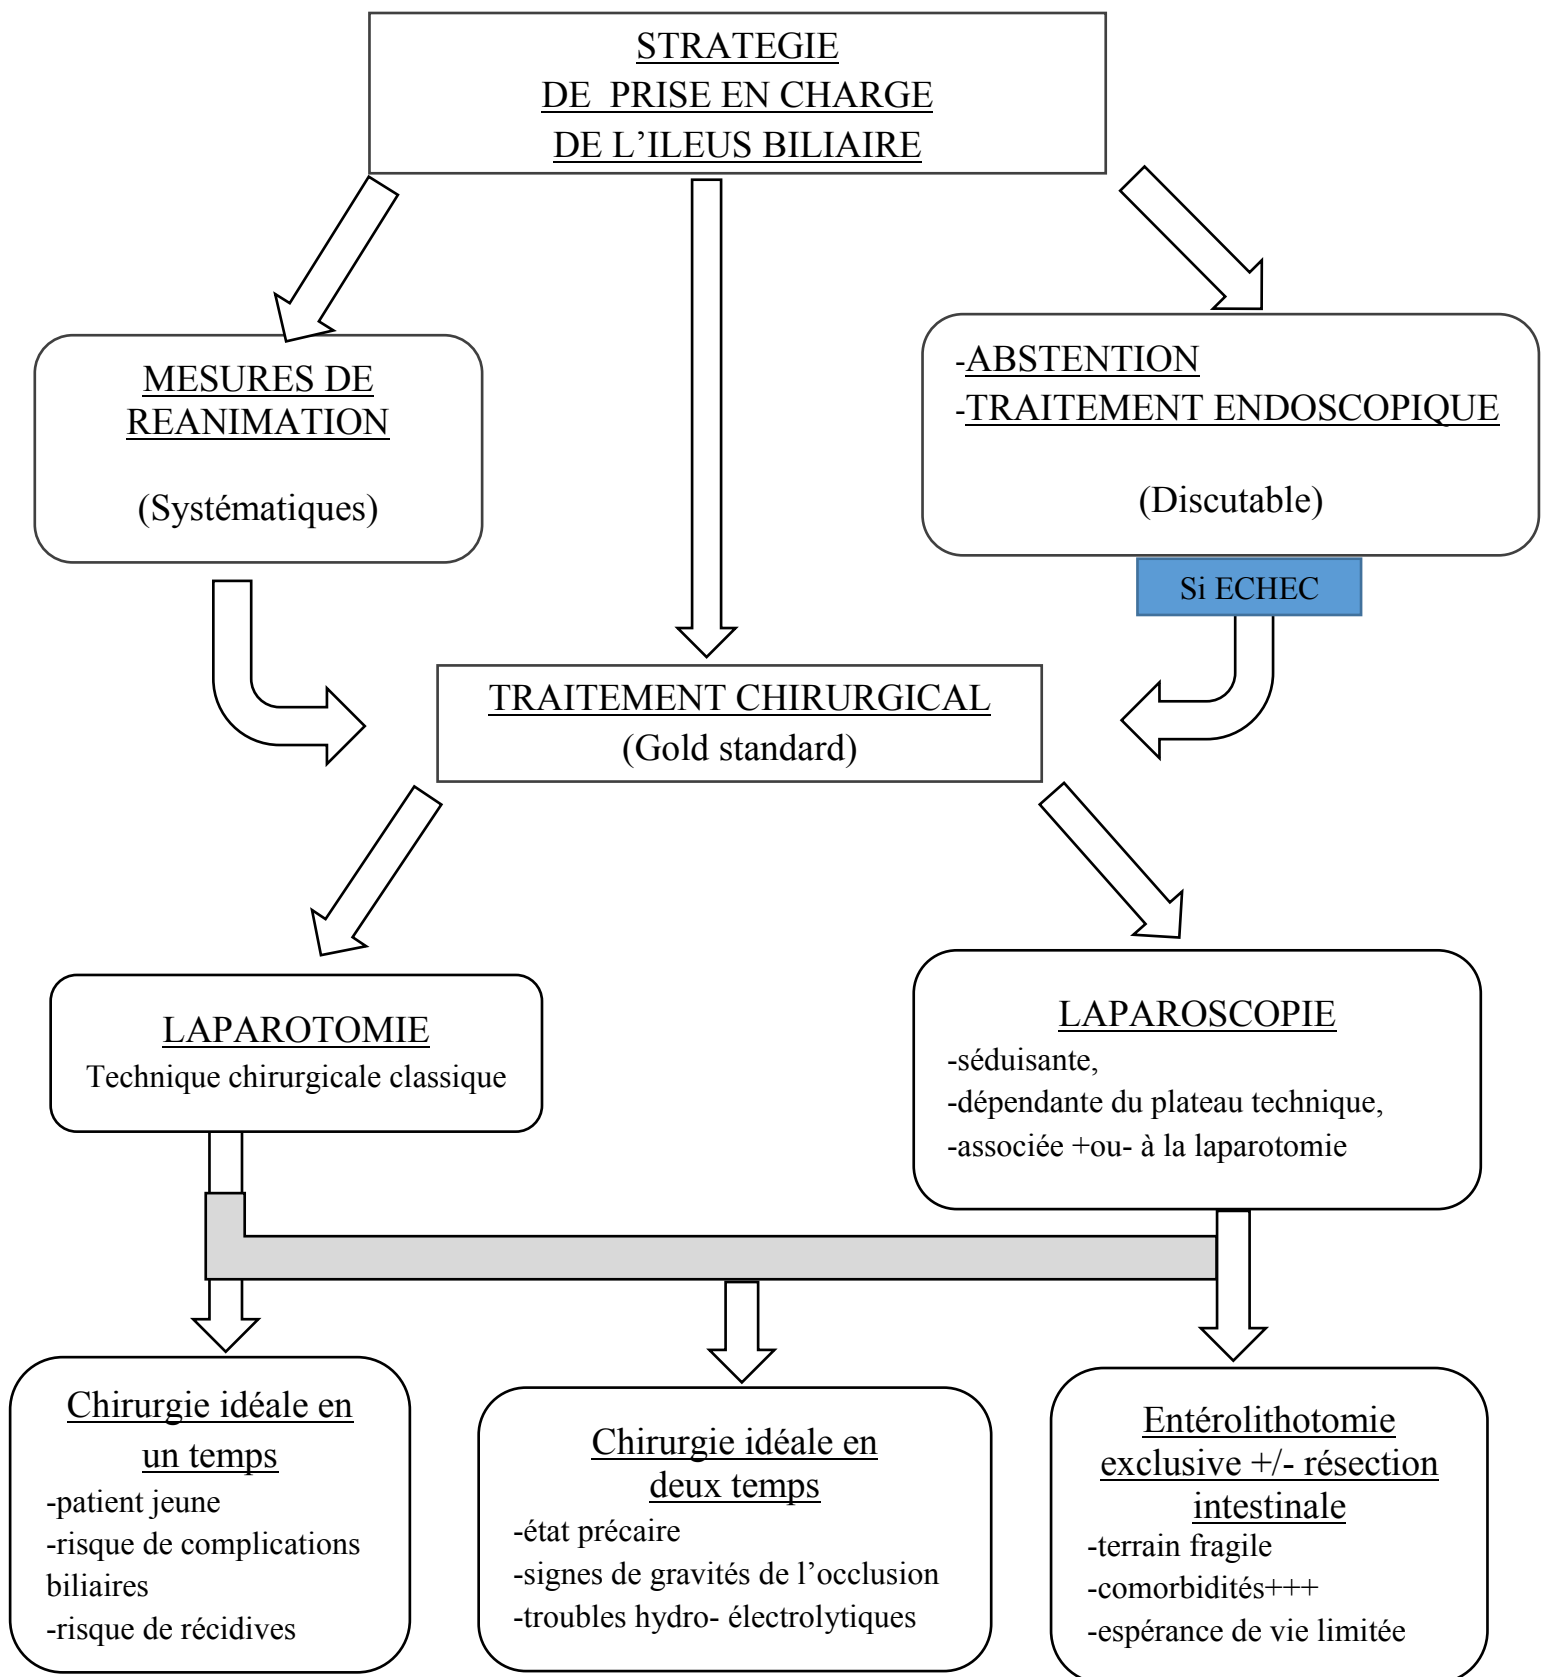 STRATEGIE
DE PRISE EN CHARGE
DE L’ILEUS BILIAIRE
MESURES DE
REANIMATION
(Systématiques)
-ABSTENTION
-TRAITEMENT ENDOSCOPIQUE
(Discutable)
Si ECHEC
TRAITEMENT CHIRURGICAL
(Gold standard)
LAPAROTOMIE
Technique chirurgicale classique
LAPAROSCOPIE
-séduisante,
-dépendante du plateau technique,
-associée +ou- à la laparotomie
Chirurgie idéale en
un temps
-patient jeune
-risque de complications
biliaires
-risque de récidives
Chirurgie idéale en
deux temps
-état précaire
-signes de gravités de l’occlusion
-troubles hydro- électrolytiques
Entérolithotomie
exclusive +/- résection
intestinale
-terrain fragile
-comorbidités+++
-espérance de vie limitée